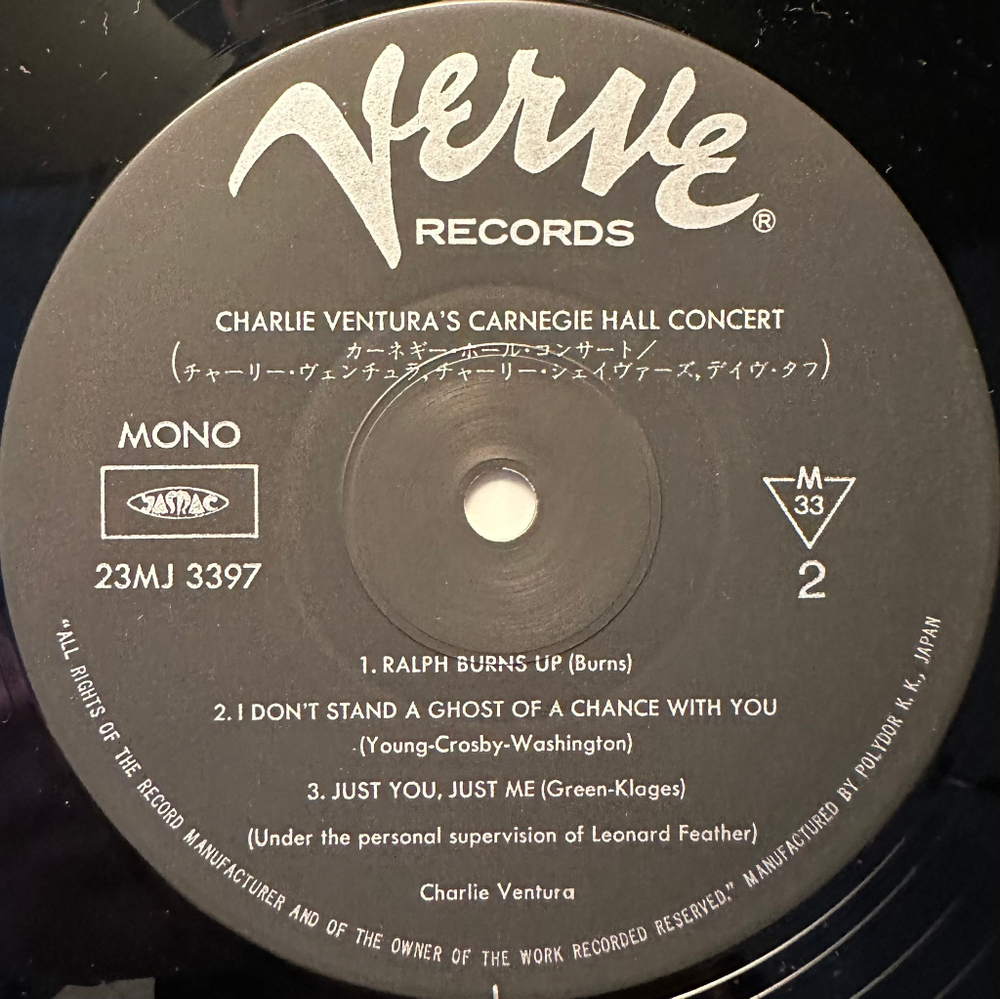 Verve
RECORDS
®
CHARLIE VENTURA'S CARNEGIE HALL CONCERT
(カーネギー・ホール・コンサート／
チャーリー・ヴェンチュラ,チャーリー・シェイヴァーズ,デイヴ・タフ)
MONO
JASRAC
23MJ 3397
M
33
2
1. RALPH BURNS UP (Burns)
2. I DON'T STAND A GHOST OF A CHANCE WITH YOU
(Young-Crosby-Washington)
3. JUST YOU, JUST ME (Green-Klages)
(Under the personal supervision of Leonard Feather)
Charlie Ventura
"ALL RIGHTS OF THE RECORD MANUFACTURER AND OF THE OWNER OF THE WORK RECORDED RESERVED." MANUFACTURED BY POLYDOR K. K., JAPAN